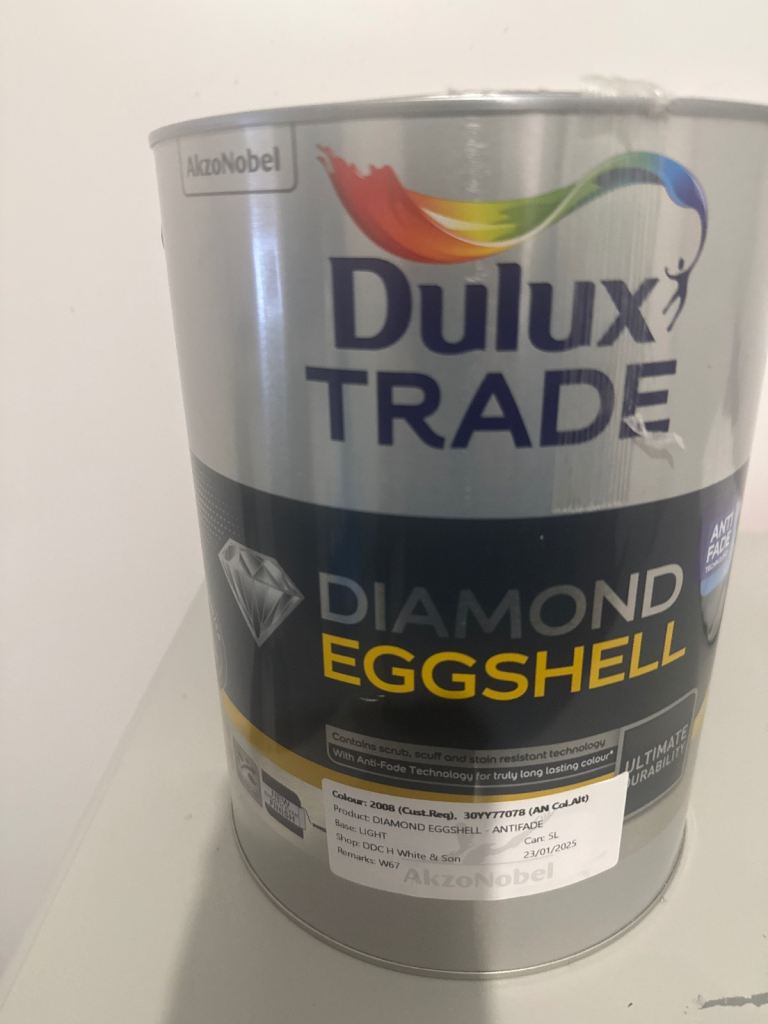 AkzoNobel
Dulux
TRADE
ANTI
FADE
DIAMOND
EGGSHELL
Contains scrub, scuff and stain resistant technology
With Anti-Fade Technology for truly long lasting colour*
ULTIMATE
DURABILITY
Colour: 200B (Cust.Req), 30YY77078 (AN Col.Alt)
Product: DIAMOND EGGSHELL - ANTIFADE
Base: LIGHT
Can: 5L
Shop: DDC H White & Son
23/01/2025
Remarks: W67
AkzoNobel